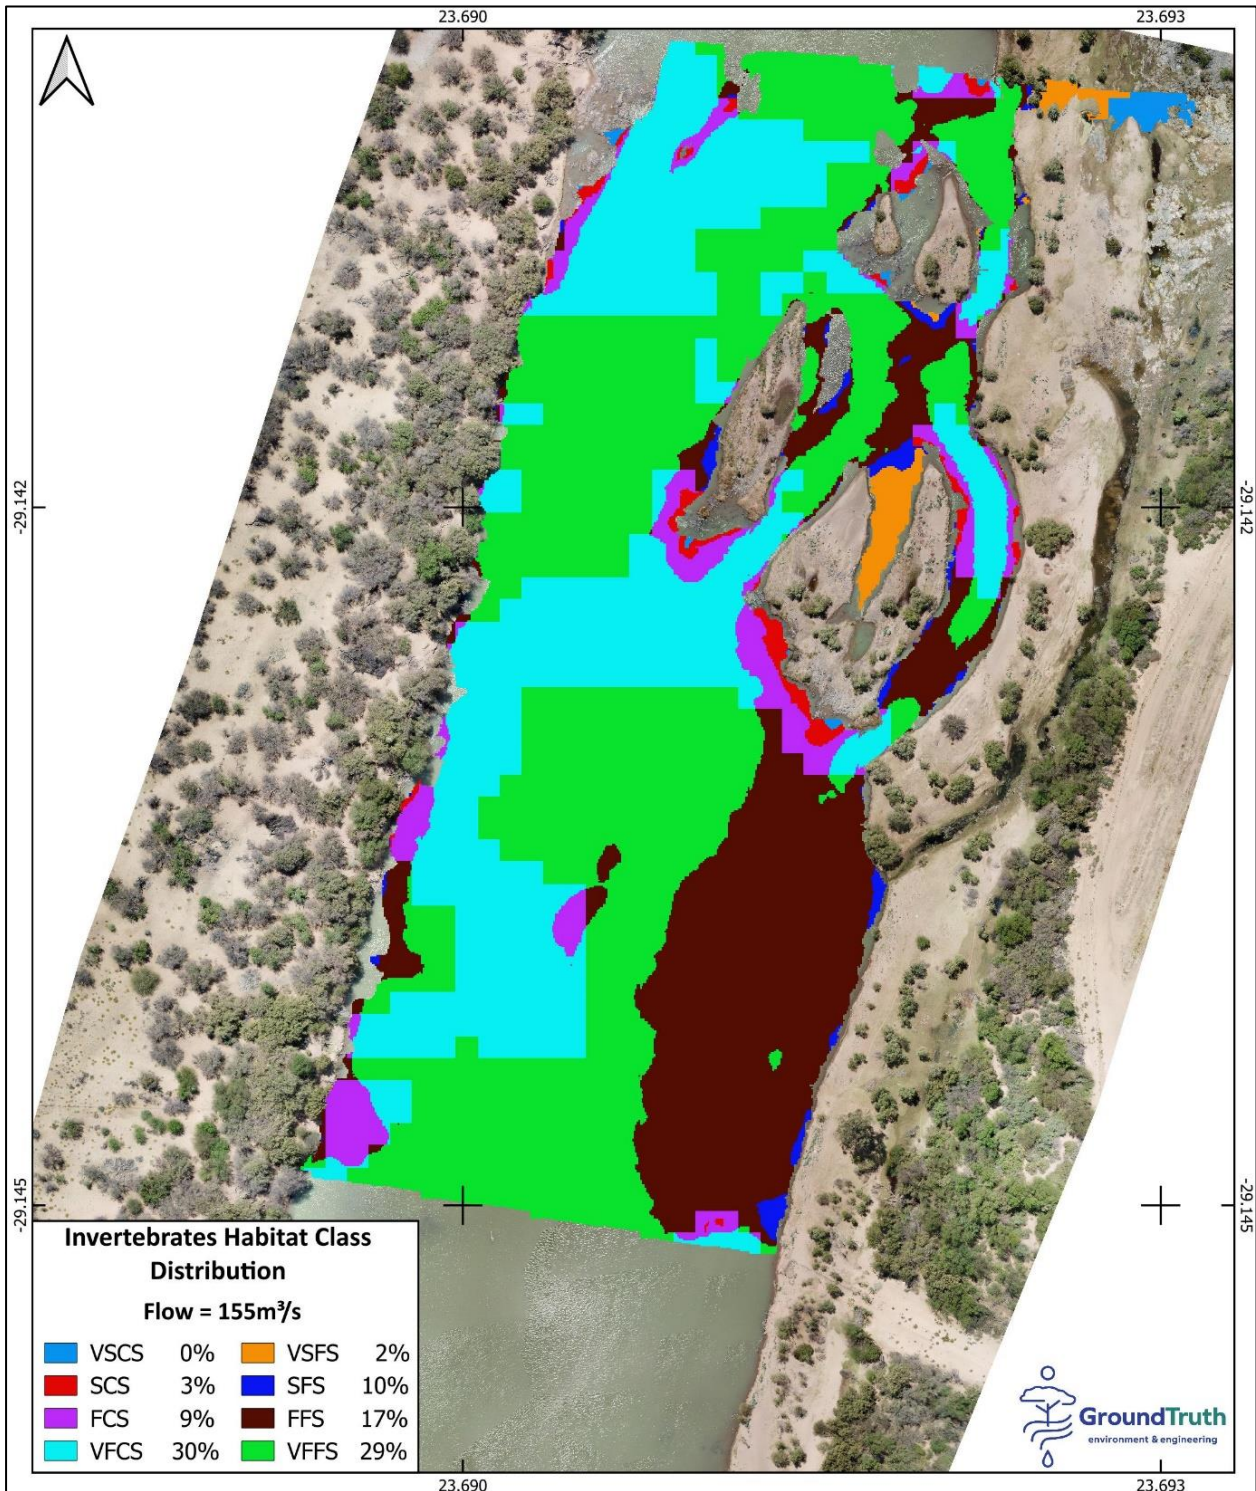 23.690
23.693
-29.142
-29.142
-29.145
-29.145
Invertebrates Habitat Class
Distribution
Flow = 155m³/s
VSCS 0% VSFS 2%
SCS 3% SFS 10%
FCS 9% FFS 17%
VFCS 30% VFFS 29%
GroundTruth
environment & engineering
23.690
23.693